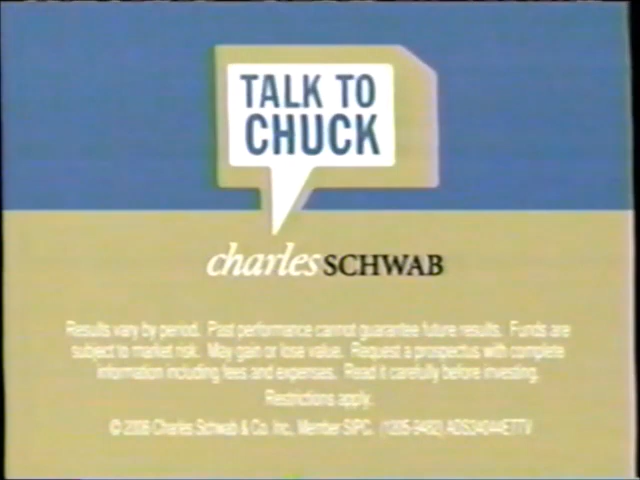 TALK TO
CHUCK
charles SCHWAB
Results vary by period. Past performance cannot guarantee future results. Funds are
subject to market risk. May gain or lose value. Request a prospectus with complete
information including fees and expenses. Read it carefully before investing.
Restrictions apply.
Charles Schwab & Co. Inc., Member SIPC.